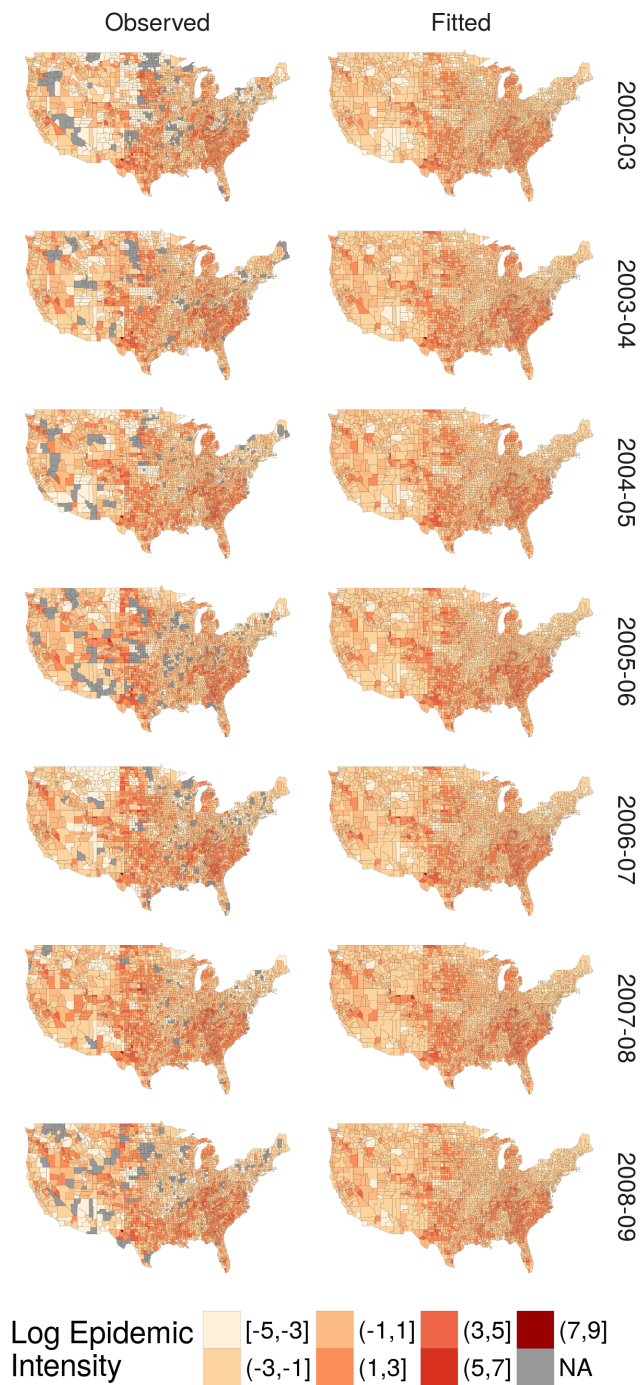 Observed Fitted
2002-03
2003-04
2004-05
2005-06
2006-07
2007-08
2008-09
Log Epidemic Intensity
[-5,-3] (-1,1] (3,5] (7,9]
(-3,-1] (1,3] (5,7] NA